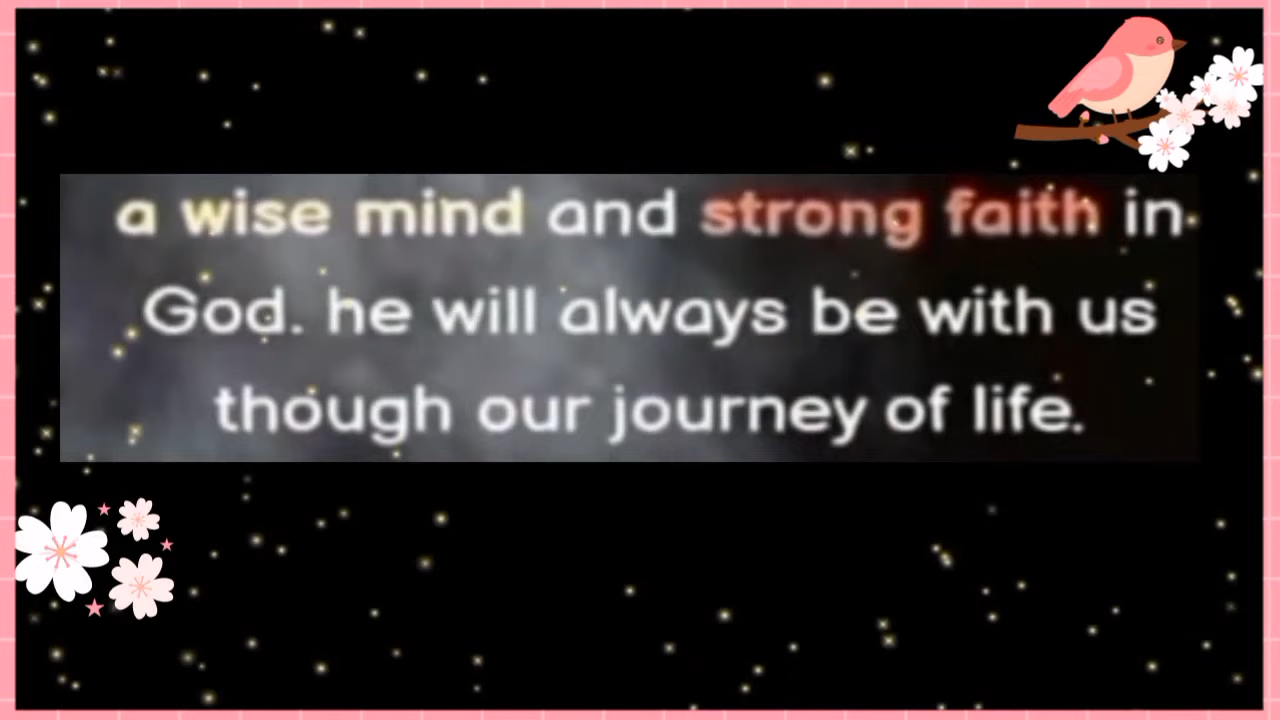 a wise mind and strong faith in
God. he will always be with us
though our journey of life.